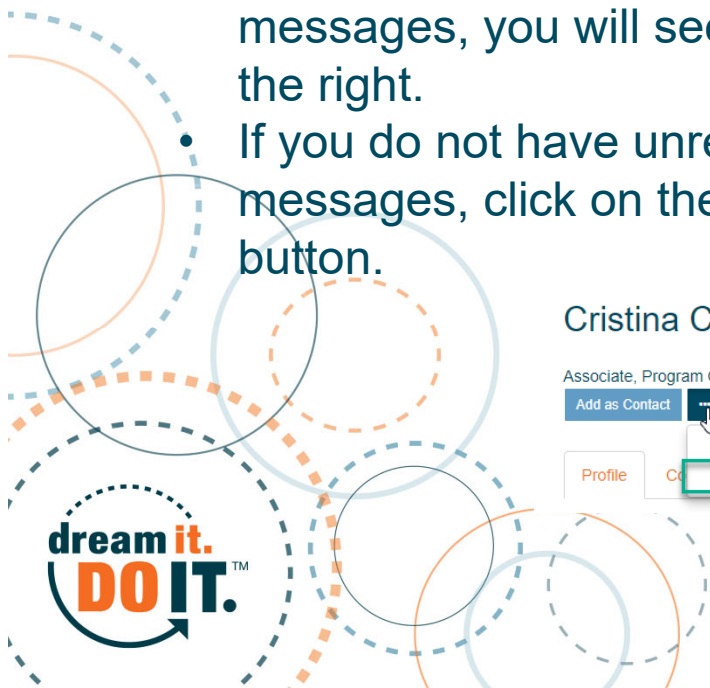 messages, you will see
the right.
• If you do not have unre
messages, click on the
button.
Cristina C
Associate, Program
Add as Contact
Profile
dream it.
DO IT.™